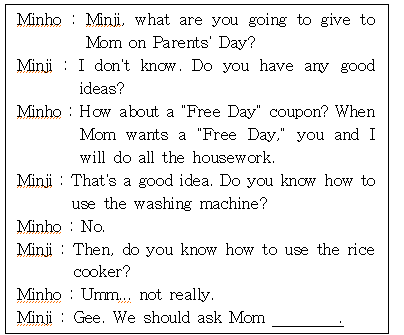 Minho : Minji, what are you going to give to
Mom on Parents' Day?
Minji : I don't know. Do you have any good
ideas?
Minho : How about a "Free Day" coupon? When
Mom wants a "Free Day," you and I
will do all the housework.
Minji : That's a good idea. Do you know how to
use the washing machine?
Minho : No.
Minji : Then, do you know how to use the rice
cooker?
Minho : Umm... not really.
Minji : Gee. We should ask Mom ________.